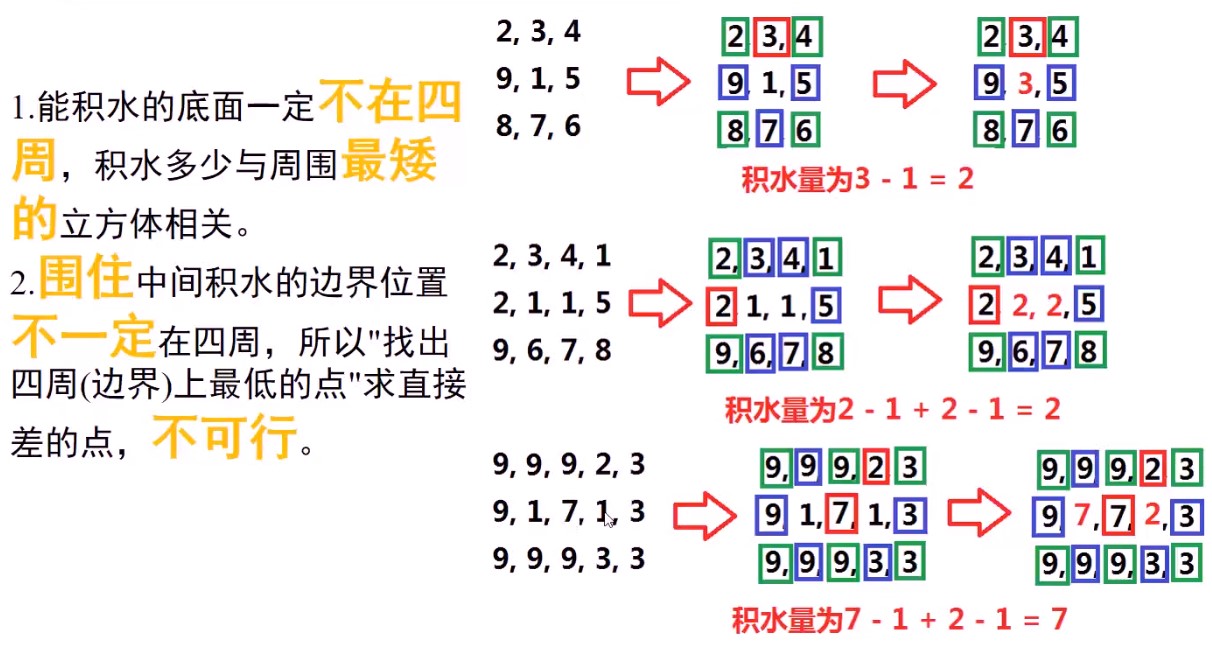 1.能积水的底面一定不在四
周，积水多少与周围最矮
的立方体相关。
2.围住中间积水的边界位置
不一定在四周，所以"找出
四周(边界)上最低的点"求直接
差的点，不可行。
2, 3, 4
9, 1, 5
8, 7, 6
2 3, 4
9, 1, 5
8, 7, 6
2 3, 4
9, 3, 5
8, 7, 6
积水量为3 - 1 = 2
2, 3, 4, 1
2, 1, 1, 5
9, 6, 7, 8
2, 3, 4, 1
2 1, 1, 5
9, 6, 7, 8
2, 3, 4, 1
2 2, 2, 5
9, 6, 7, 8
积水量为2 - 1 + 2 - 1 = 2
9, 9, 9, 2, 3
9, 1, 7, 1, 3
9, 9, 9, 3, 3
9, 9 9, 2 3
9, 1, 7, 1, 3
9, 9, 9, 3, 3
9, 9 9, 2 3
9, 7, 7, 2, 3
9, 9, 9, 3, 3
积水量为7 - 1 + 2 - 1 = 7